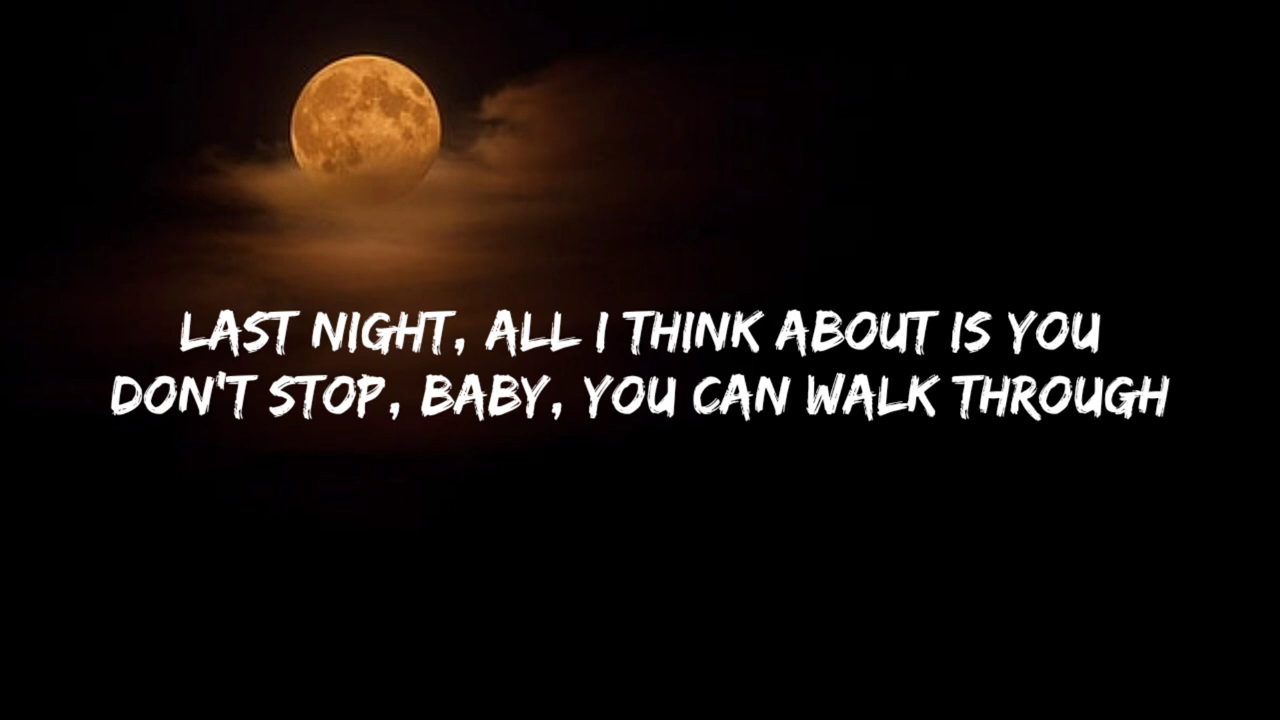 LAST NIGHT, ALL I THINK ABOUT IS YOU
DON'T STOP, BABY, YOU CAN WALK THROUGH